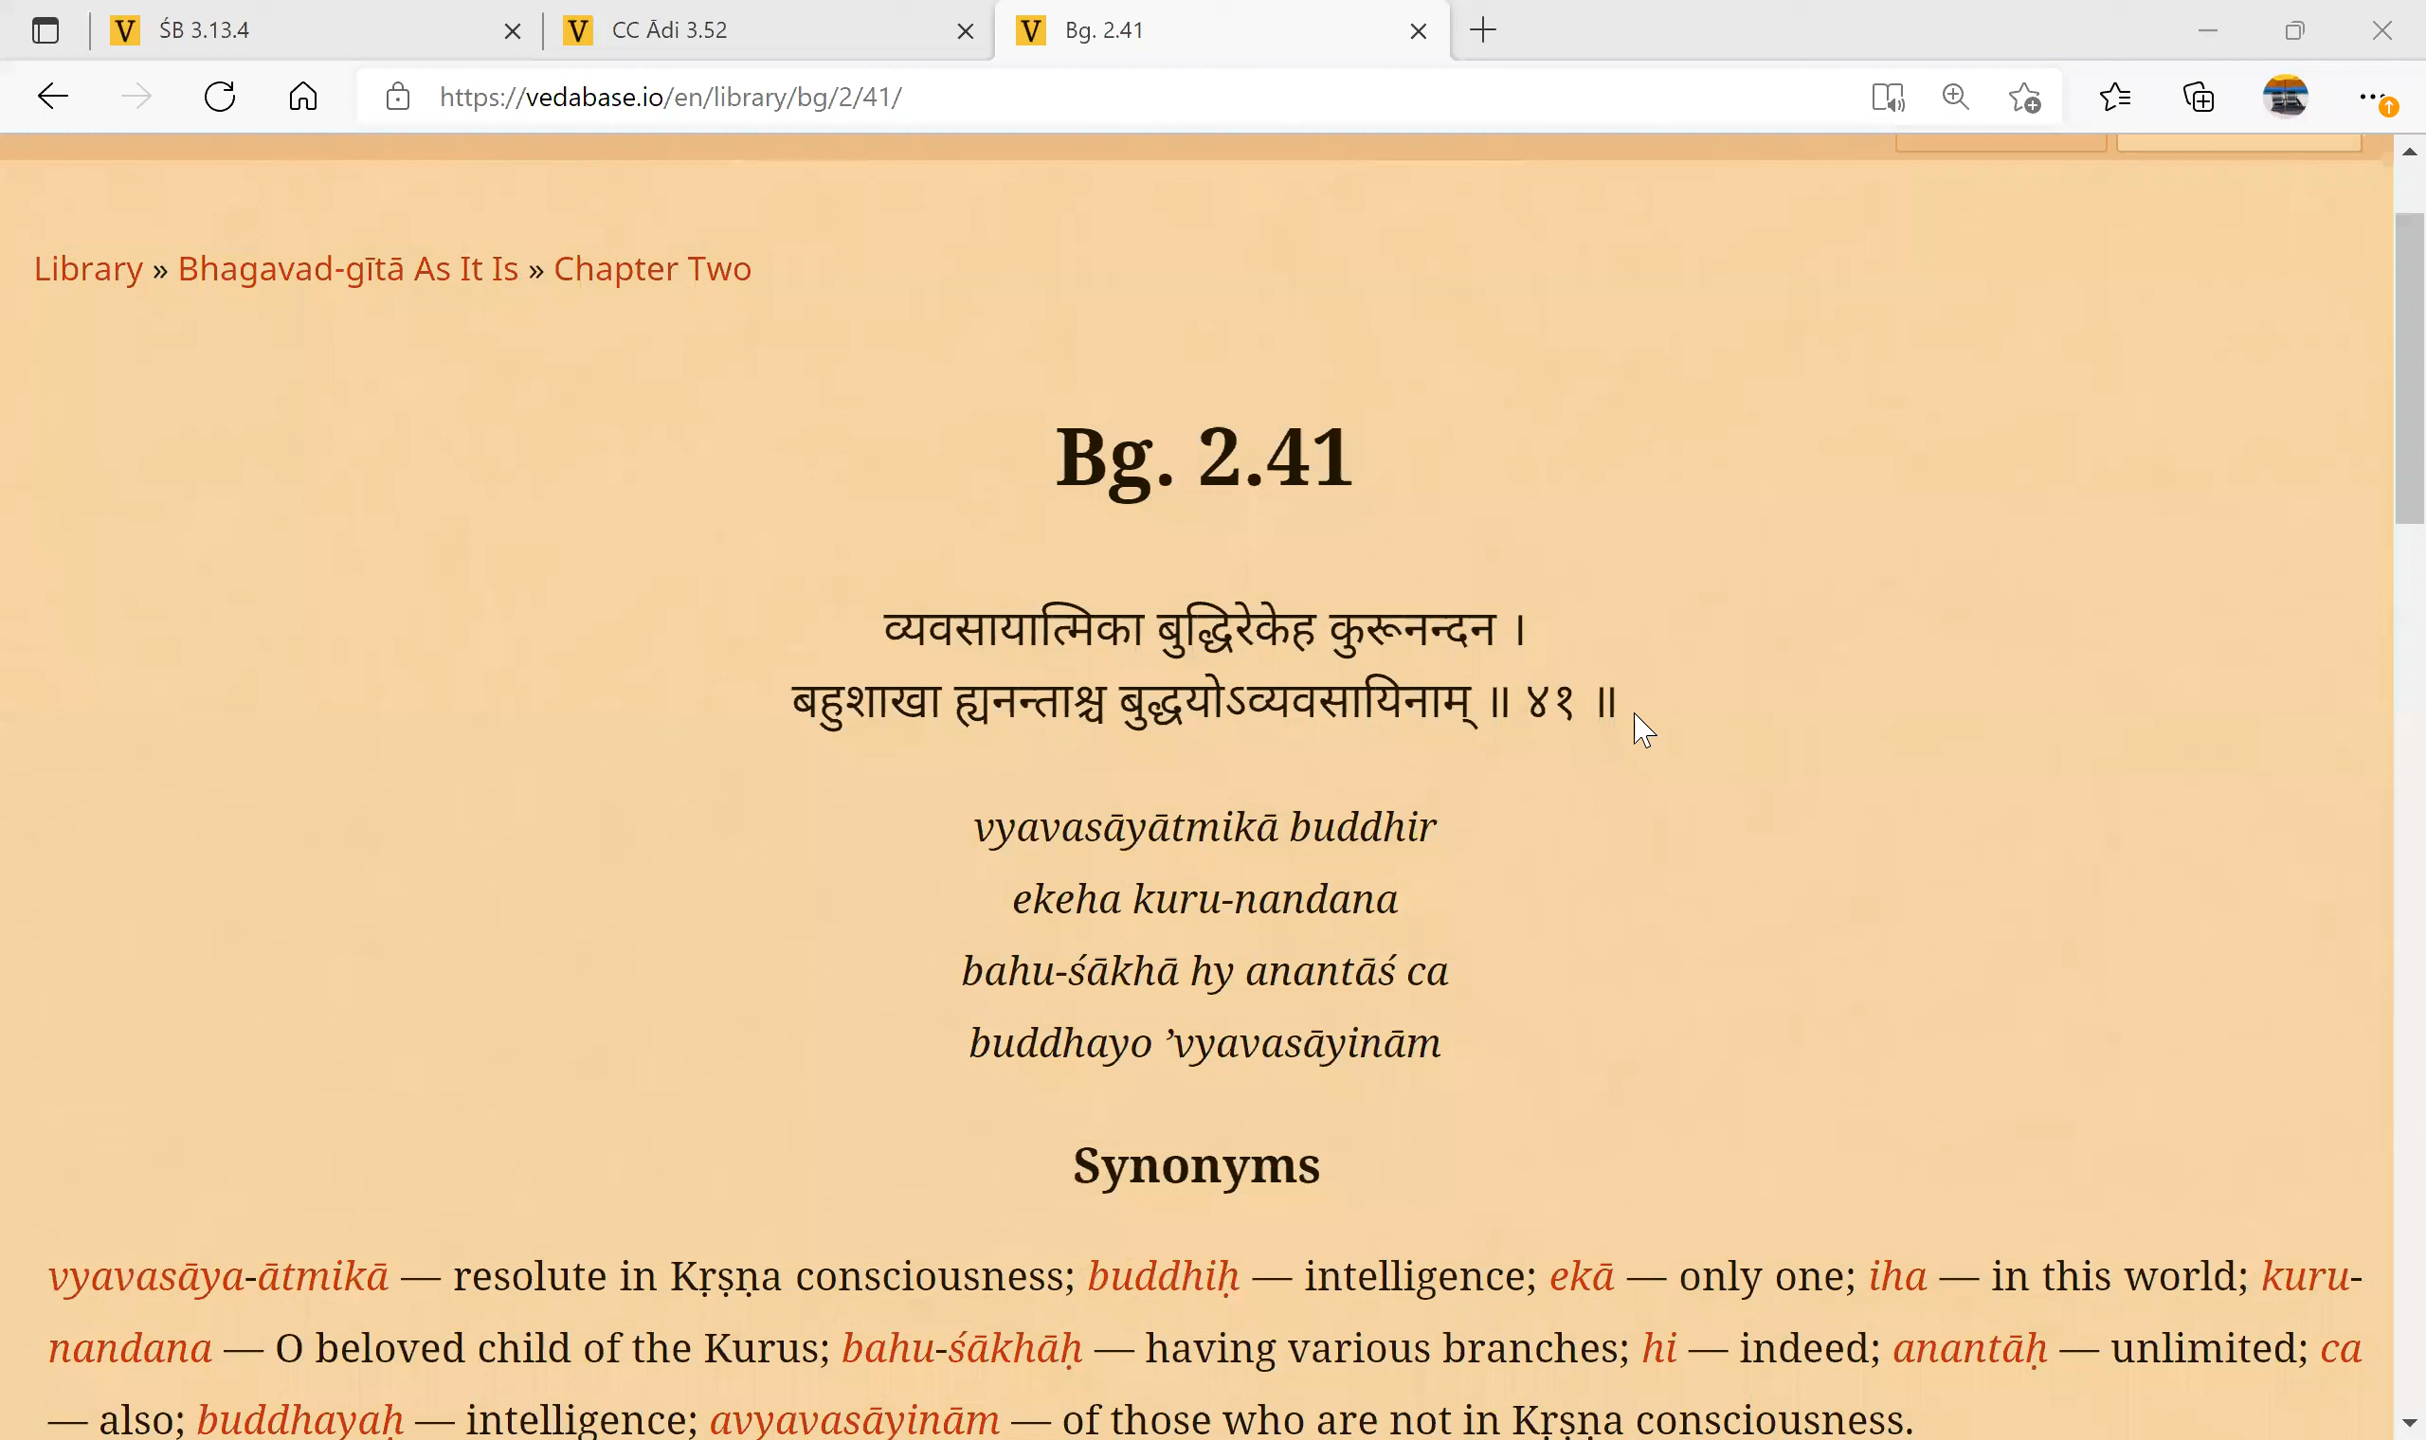 ŚB 3.13.4
CC Ādi 3.52
Bg. 2.41
https://vedabase.io/en/library/bg/2/41/
Library » Bhagavad-gītā As It Is » Chapter Two
Bg. 2.41
व्यवसायात्मिका बुद्धिरेकेह कुरूनन्दन ।
बहुशाखा ह्यनन्ताश्च बुद्धयोऽव्यवसायिनाम् ॥ ४१ ॥
vyavasāyātmikā buddhir
ekeha kuru-nandana
bahu-śākhā hy anantāś ca
buddhayo ’vyavasāyinām
Synonyms
vyavasāya-ātmikā — resolute in Kṛṣṇa consciousness; buddhiḥ — intelligence; ekā — only one; iha — in this world; kuru-
nandana — O beloved child of the Kurus; bahu-śākhāḥ — having various branches; hi — indeed; anantāḥ — unlimited; ca
— also; buddhayaḥ — intelligence; avyavasāyinām — of those who are not in Kṛṣṇa consciousness.